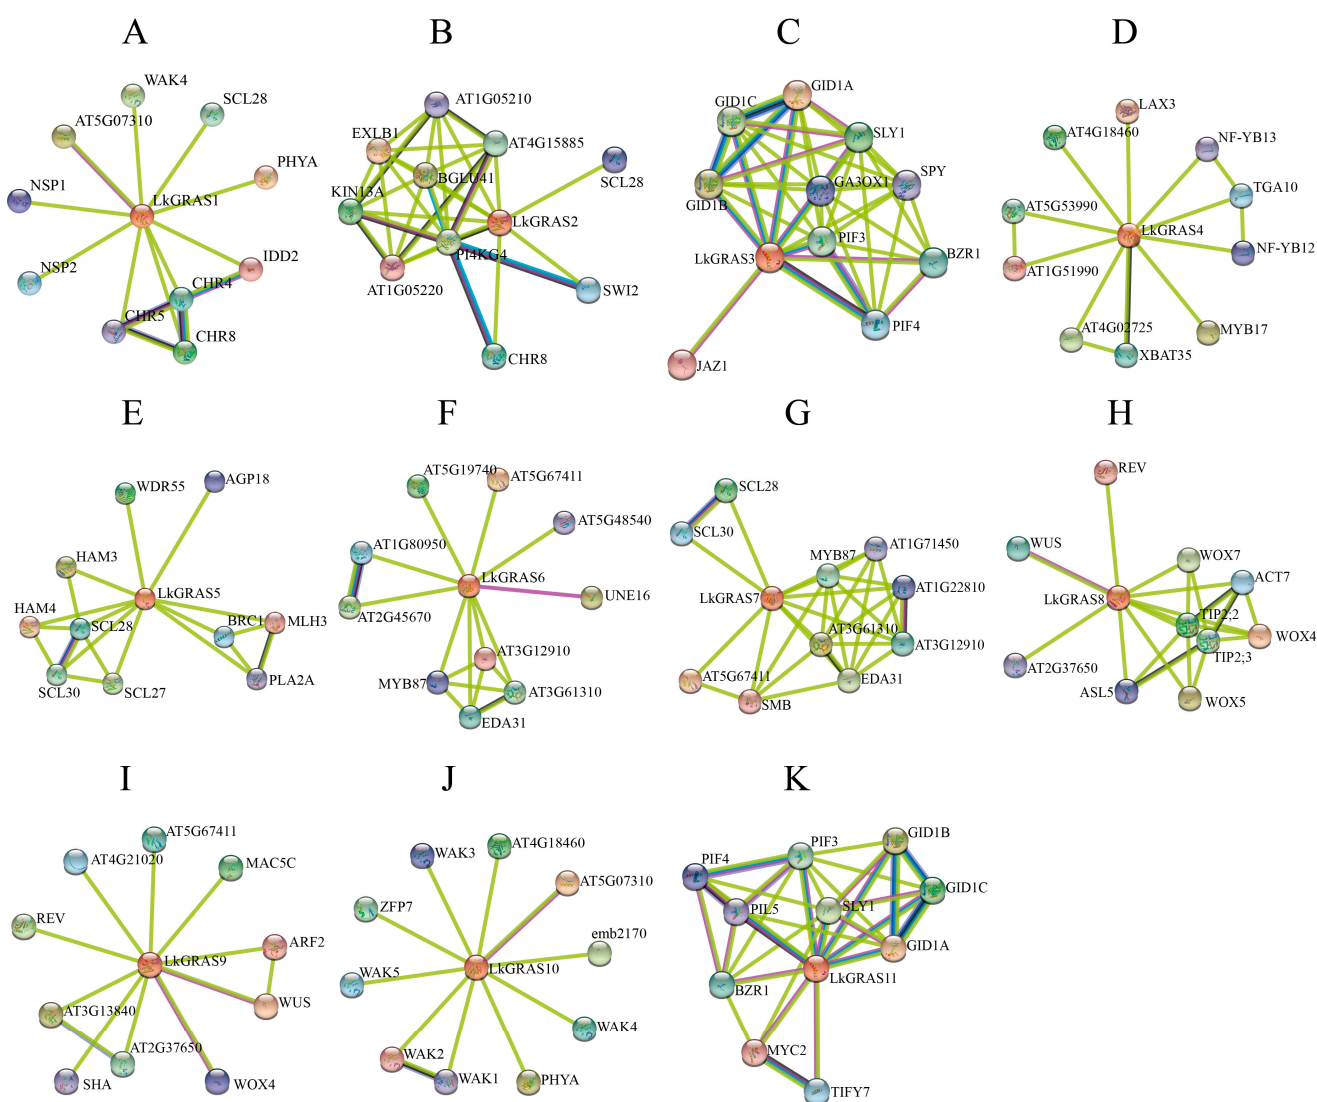 A
B
C
D
WAK4
SCL28
AT5G07310
PHYA
NSP1
LkGRAS1
NSP2
IDD2
CHR4
CHR5
CHR8
AT1G05210
EXLB1
AT4G15885
BGLU41
SCL28
KIN13A
LkGRAS2
PI4KG4
AT1G05220
SWI2
CHR8
GID1A
GID1C
SLY1
GA3OX1
SPY
GID1B
PIF3
LkGRAS3
BZR1
PIF4
JAZ1
LAX3
AT4G18460
NF-YB13
TGA10
AT5G53990
LkGRAS4
NF-YB12
AT1G51990
AT4G02725
MYB17
XBAT35
E
F
G
H
WDR55
AGP18
HAM3
LkGRAS5
HAM4
SCL28
BRC1
MLH3
SCL30
SCL27
PLA2A
AT5G19740
AT5G67411
AT5G48540
AT1G80950
LkGRAS6
UNE16
AT2G45670
AT3G12910
MYB87
AT3G61310
EDA31
SCL28
SCL30
MYB87
AT1G71450
AT1G22810
LkGRAS7
AT3G61310
AT3G12910
AT5G67411
EDA31
SMB
REV
WUS
WOX7
ACT7
LkGRAS8
TIP2;2
WOX4
TIP2;3
AT2G37650
ASL5
WOX5
I
J
K
AT5G67411
AT4G21020
MAC5C
REV
ARF2
LkGRAS9
WUS
AT3G13840
AT2G37650
SHA
WOX4
WAK3
AT4G18460
AT5G07310
ZFP7
emb2170
WAK5
LkGRAS10
WAK4
WAK2
WAK1
PHYA
PIF3
GID1B
PIF4
GID1C
PIL5
SLY1
GID1A
LkGRAS11
BZR1
MYC2
TIFY7